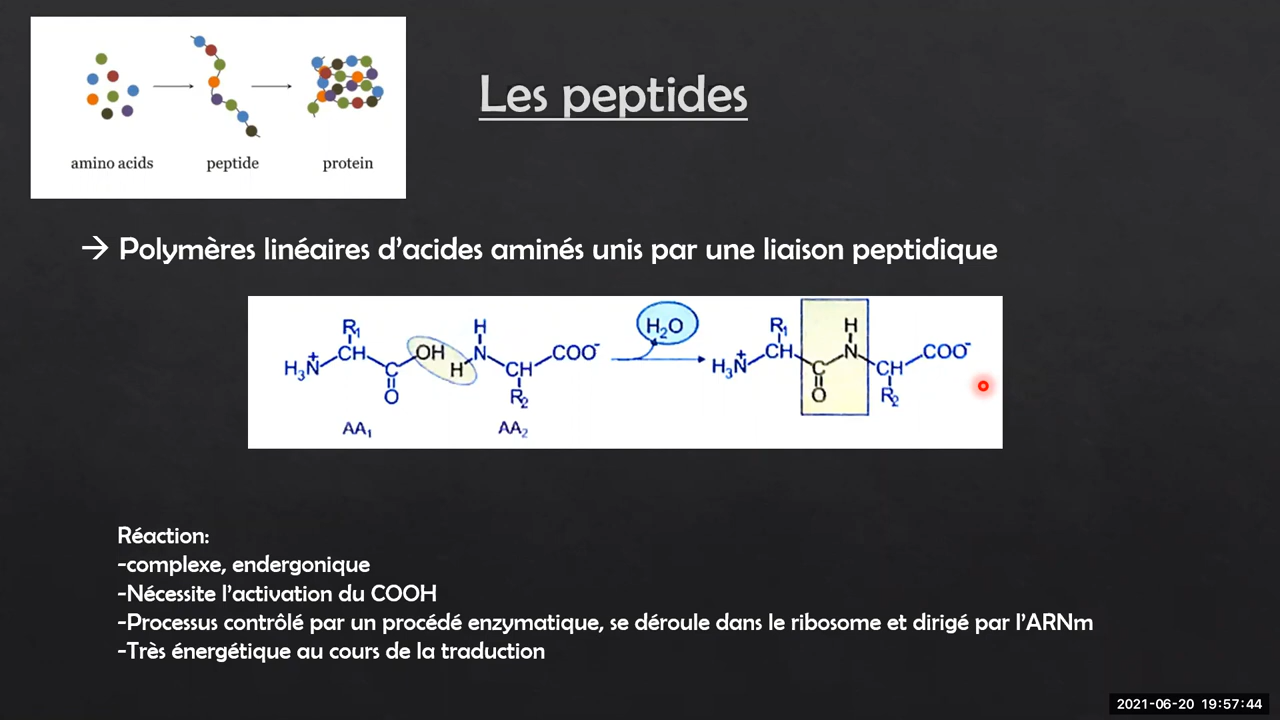 Les peptides
amino acids peptide protein
→ Polymères linéaires d'acides aminés unis par une liaison peptidique
R₁ H H₂O R₁ H
H₃N⁺ CH OH H N COO⁻ H₃N⁺ CH N COO⁻
C CH C CH
O R₂ O R₂
AA₁ AA₂
Réaction:
-complexe, endergonique
-Nécessite l'activation du COOH
-Processus contrôlé par un procédé enzymatique, se déroule dans le ribosome et dirigé par l'ARNm
-Très énergétique au cours de la traduction
2021-06-20 19:57:44